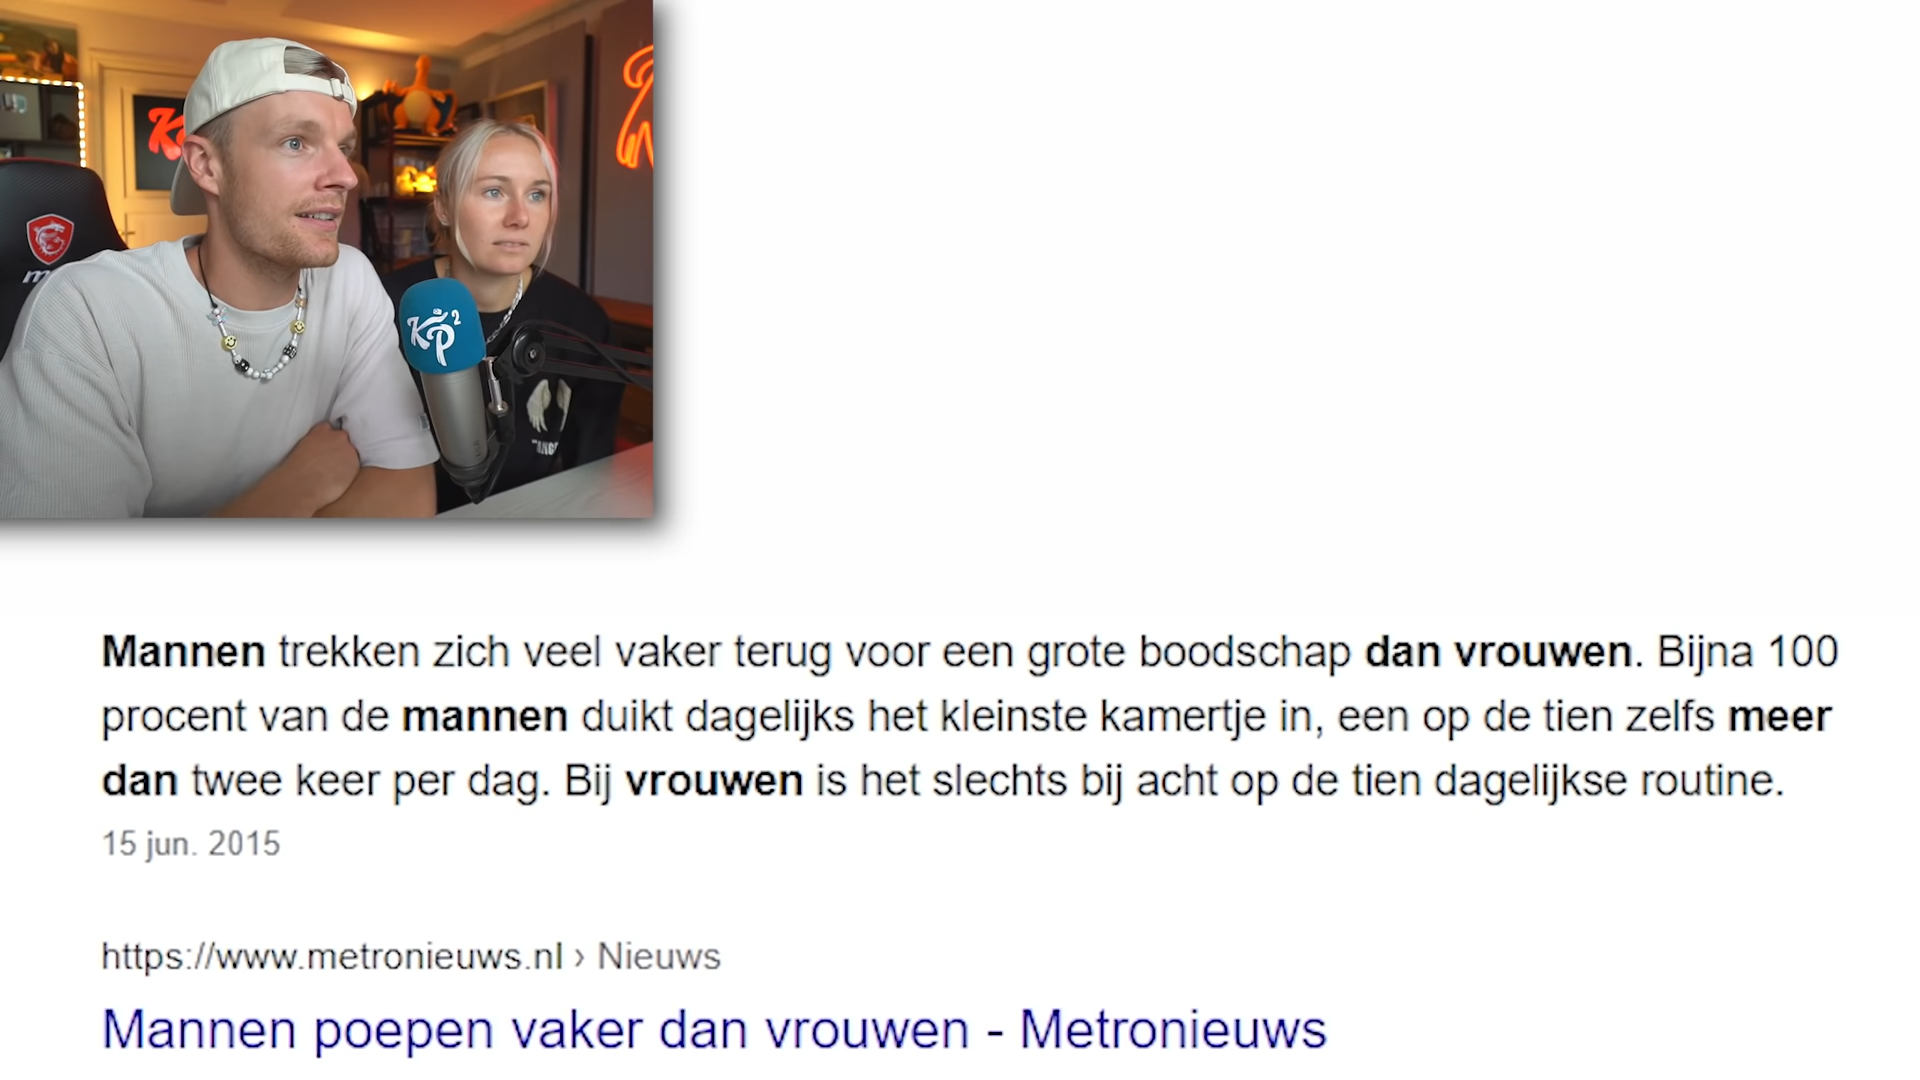 KP²
Mannen trekken zich veel vaker terug voor een grote boodschap dan vrouwen. Bijna 100
procent van de mannen duikt dagelijks het kleinste kamertje in, een op de tien zelfs meer
dan twee keer per dag. Bij vrouwen is het slechts bij acht op de tien dagelijkse routine.
15 jun. 2015
https://www.metronieuws.nl › Nieuws
Mannen poepen vaker dan vrouwen - Metronieuws